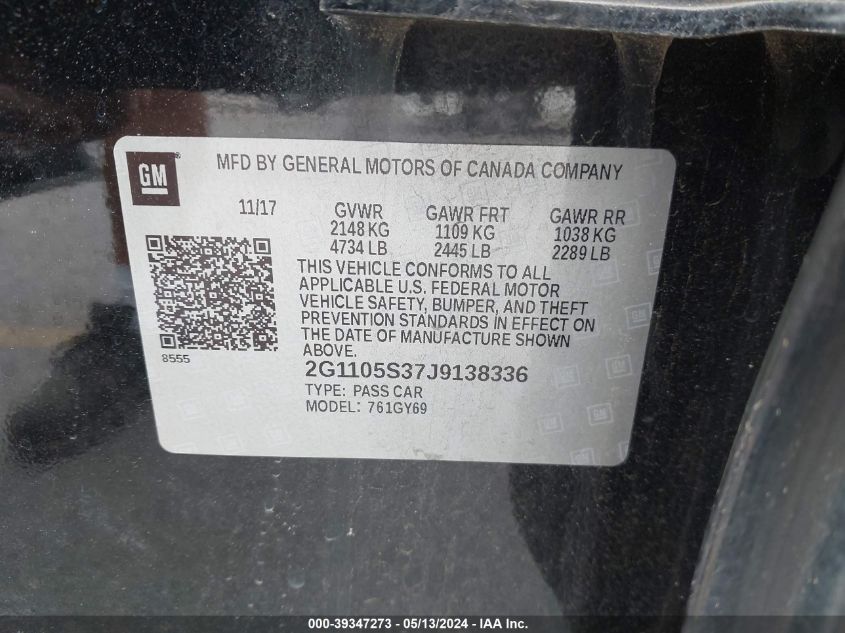 GM
MFD BY GENERAL MOTORS OF CANADA COMPANY
11/17 GVWR GAWR FRT GAWR RR
2148 KG 1109 KG 1038 KG
4734 LB 2445 LB 2289 LB
THIS VEHICLE CONFORMS TO ALL
APPLICABLE U.S. FEDERAL MOTOR
VEHICLE SAFETY, BUMPER, AND THEFT
PREVENTION STANDARDS IN EFFECT ON
THE DATE OF MANUFACTURE SHOWN
ABOVE.
8555
2G1105S37J9138336
TYPE: PASS CAR
MODEL: 761GY69
000-39347273 - 05/13/2024 - IAA Inc.